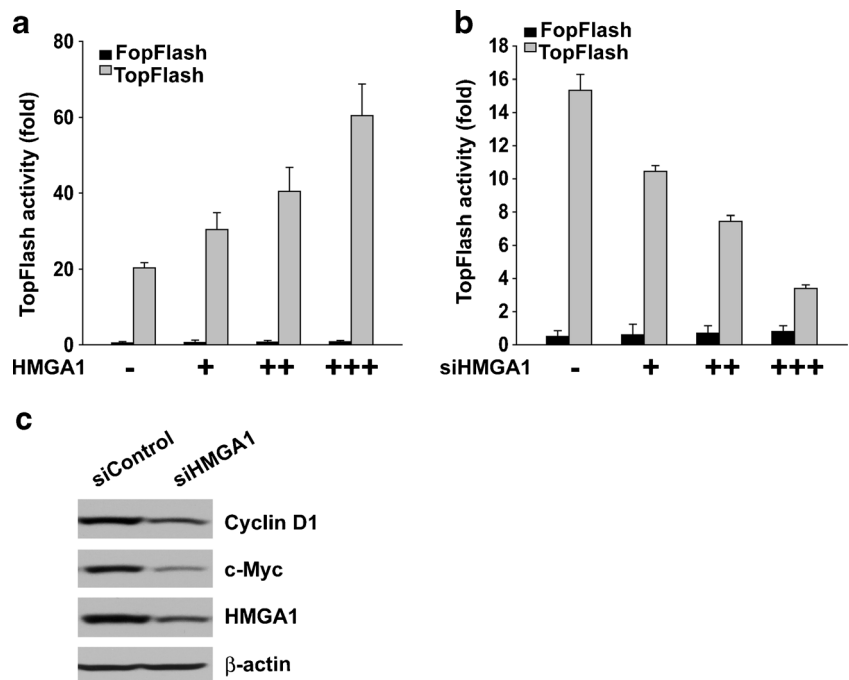 a
FopFlash
TopFlash
TopFlash activity (fold)
80
60
40
20
0
HMGA1 - + ++ +++
b
FopFlash
TopFlash
TopFlash activity (fold)
18
16
14
12
10
8
6
4
2
0
siHMGA1 - + ++ +++
c
siControl siHMGA1
Cyclin D1
c-Myc
HMGA1
β-actin